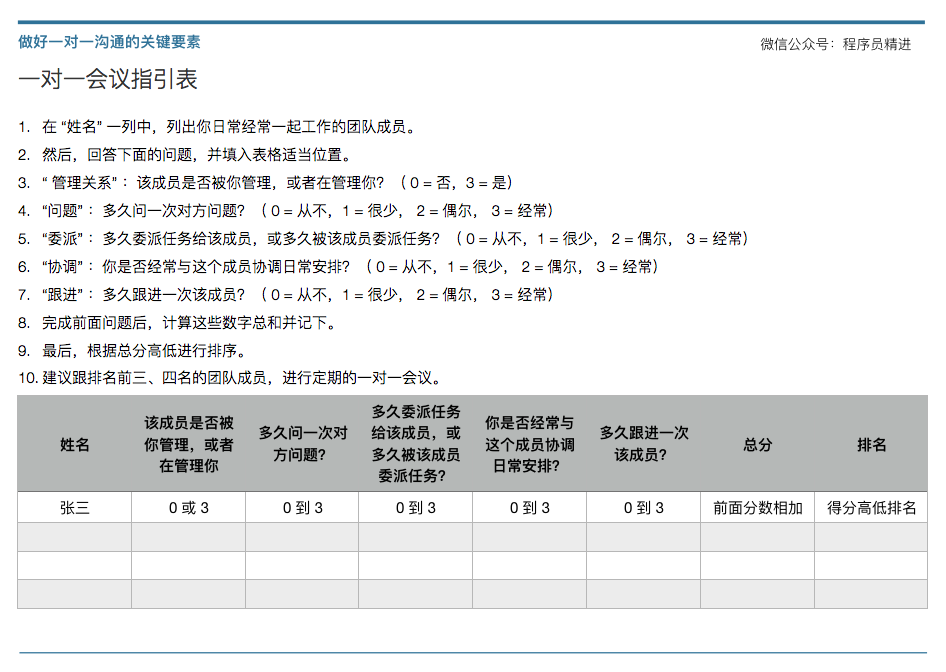 做好一对一沟通的关键要素
微信公众号：程序员精进
一对一会议指引表
1. 在 “姓名” 一列中，列出你日常经常一起工作的团队成员。
2. 然后，回答下面的问题，并填入表格适当位置。
3. “ 管理关系” ： 该成员是否被你管理，或者在管理你？ （ 0 = 否，3 = 是）
4. “问题” ： 多久问一次对方问题？ （ 0 = 从不，1 = 很少， 2 = 偶尔， 3 = 经常）
5. “委派” ： 多久委派任务给该成员，或多久被该成员委派任务？ （ 0 = 从不，1 = 很少， 2 = 偶尔， 3 = 经常）
6. “协调” ： 你是否经常与这个成员协调日常安排？ （ 0 = 从不，1 = 很少， 2 = 偶尔， 3 = 经常）
7. “跟进” ： 多久跟进一次该成员？ （ 0 = 从不，1 = 很少， 2 = 偶尔， 3 = 经常）
8. 完成前面问题后，计算这些数字总和并记下。
9. 最后，根据总分高低进行排序。
10. 建议跟排名前三、四名的团队成员，进行定期的一对一会议。
姓名
该成员是否被
你管理，或者
在管理你
多久问一次对
方问题？
多久委派任务
给该成员，或
多久被该成员
委派任务？
你是否经常与
这个成员协调
日常安排？
多久跟进一次
该成员？
总分
排名
张三
0 或 3
0 到 3
0 到 3
0 到 3
0 到 3
前面分数相加
得分高低排名